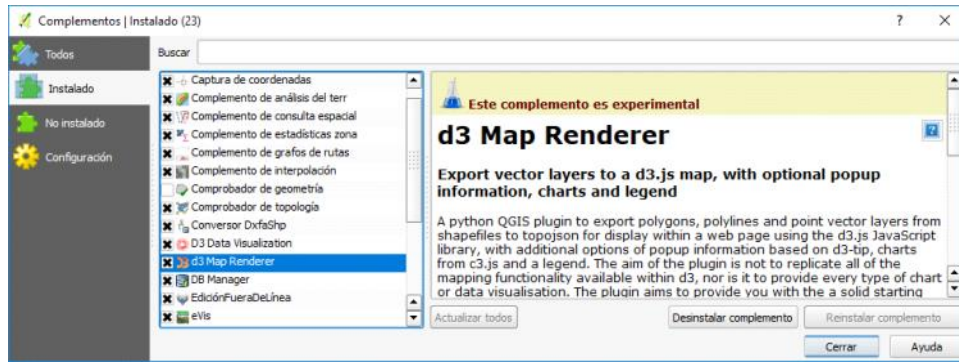 Complementos | Instalado (23)
?
Todos
Instalado
No instalado
Configuración
Buscar
Captura de coordenadas
Complemento de análisis del terr
Complemento de consulta espacial
Complemento de estadísticas zona
Complemento de grafos de rutas
Complemento de interpolación
Comprobador de geometría
Comprobador de topología
Conversor DxfaShp
D3 Data Visualization
d3 Map Renderer
DB Manager
EdiciónFueraDeLínea
eVis
Este complemento es experimental
d3 Map Renderer
?
Export vector layers to a d3.js map, with optional popup
information, charts and legend
A python QGIS plugin to export polygons, polylines and point vector layers from
shapefiles to topojson for display within a web page using the d3.js JavaScript
library, with additional options of popup information based on d3-tip, charts
from c3.js and a legend. The aim of the plugin is not to replicate all of the
mapping functionality available within d3, nor is it to provide every type of chart
or data visualisation. The plugin aims to provide you with the a solid starting
Actualizar todos
Desinstalar complemento
Reinstalar complemento
Cerrar
Ayuda